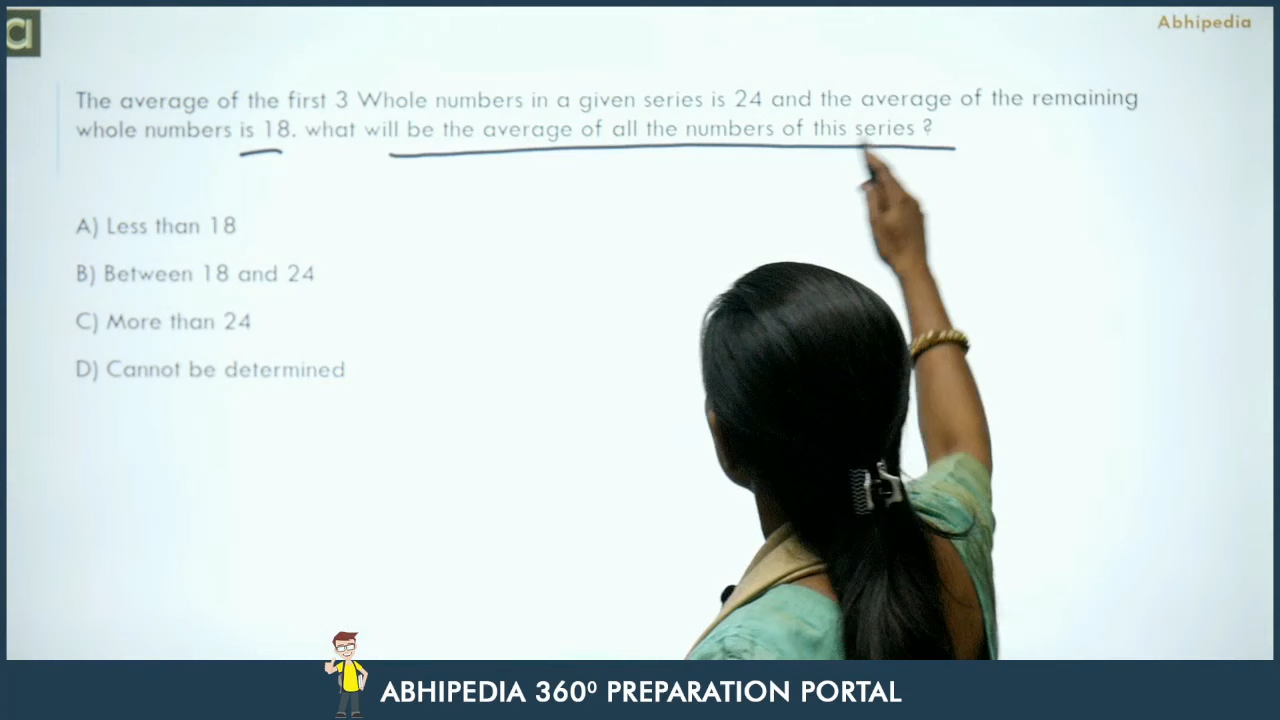 Abhipedia
The average of the first 3 Whole numbers in a given series is 24 and the average of the remaining
whole numbers is 18. what will be the average of all the numbers of this series ?
A) Less than 18
B) Between 18 and 24
C) More than 24
D) Cannot be determined
ABHIPEDIA 360⁰ PREPARATION PORTAL